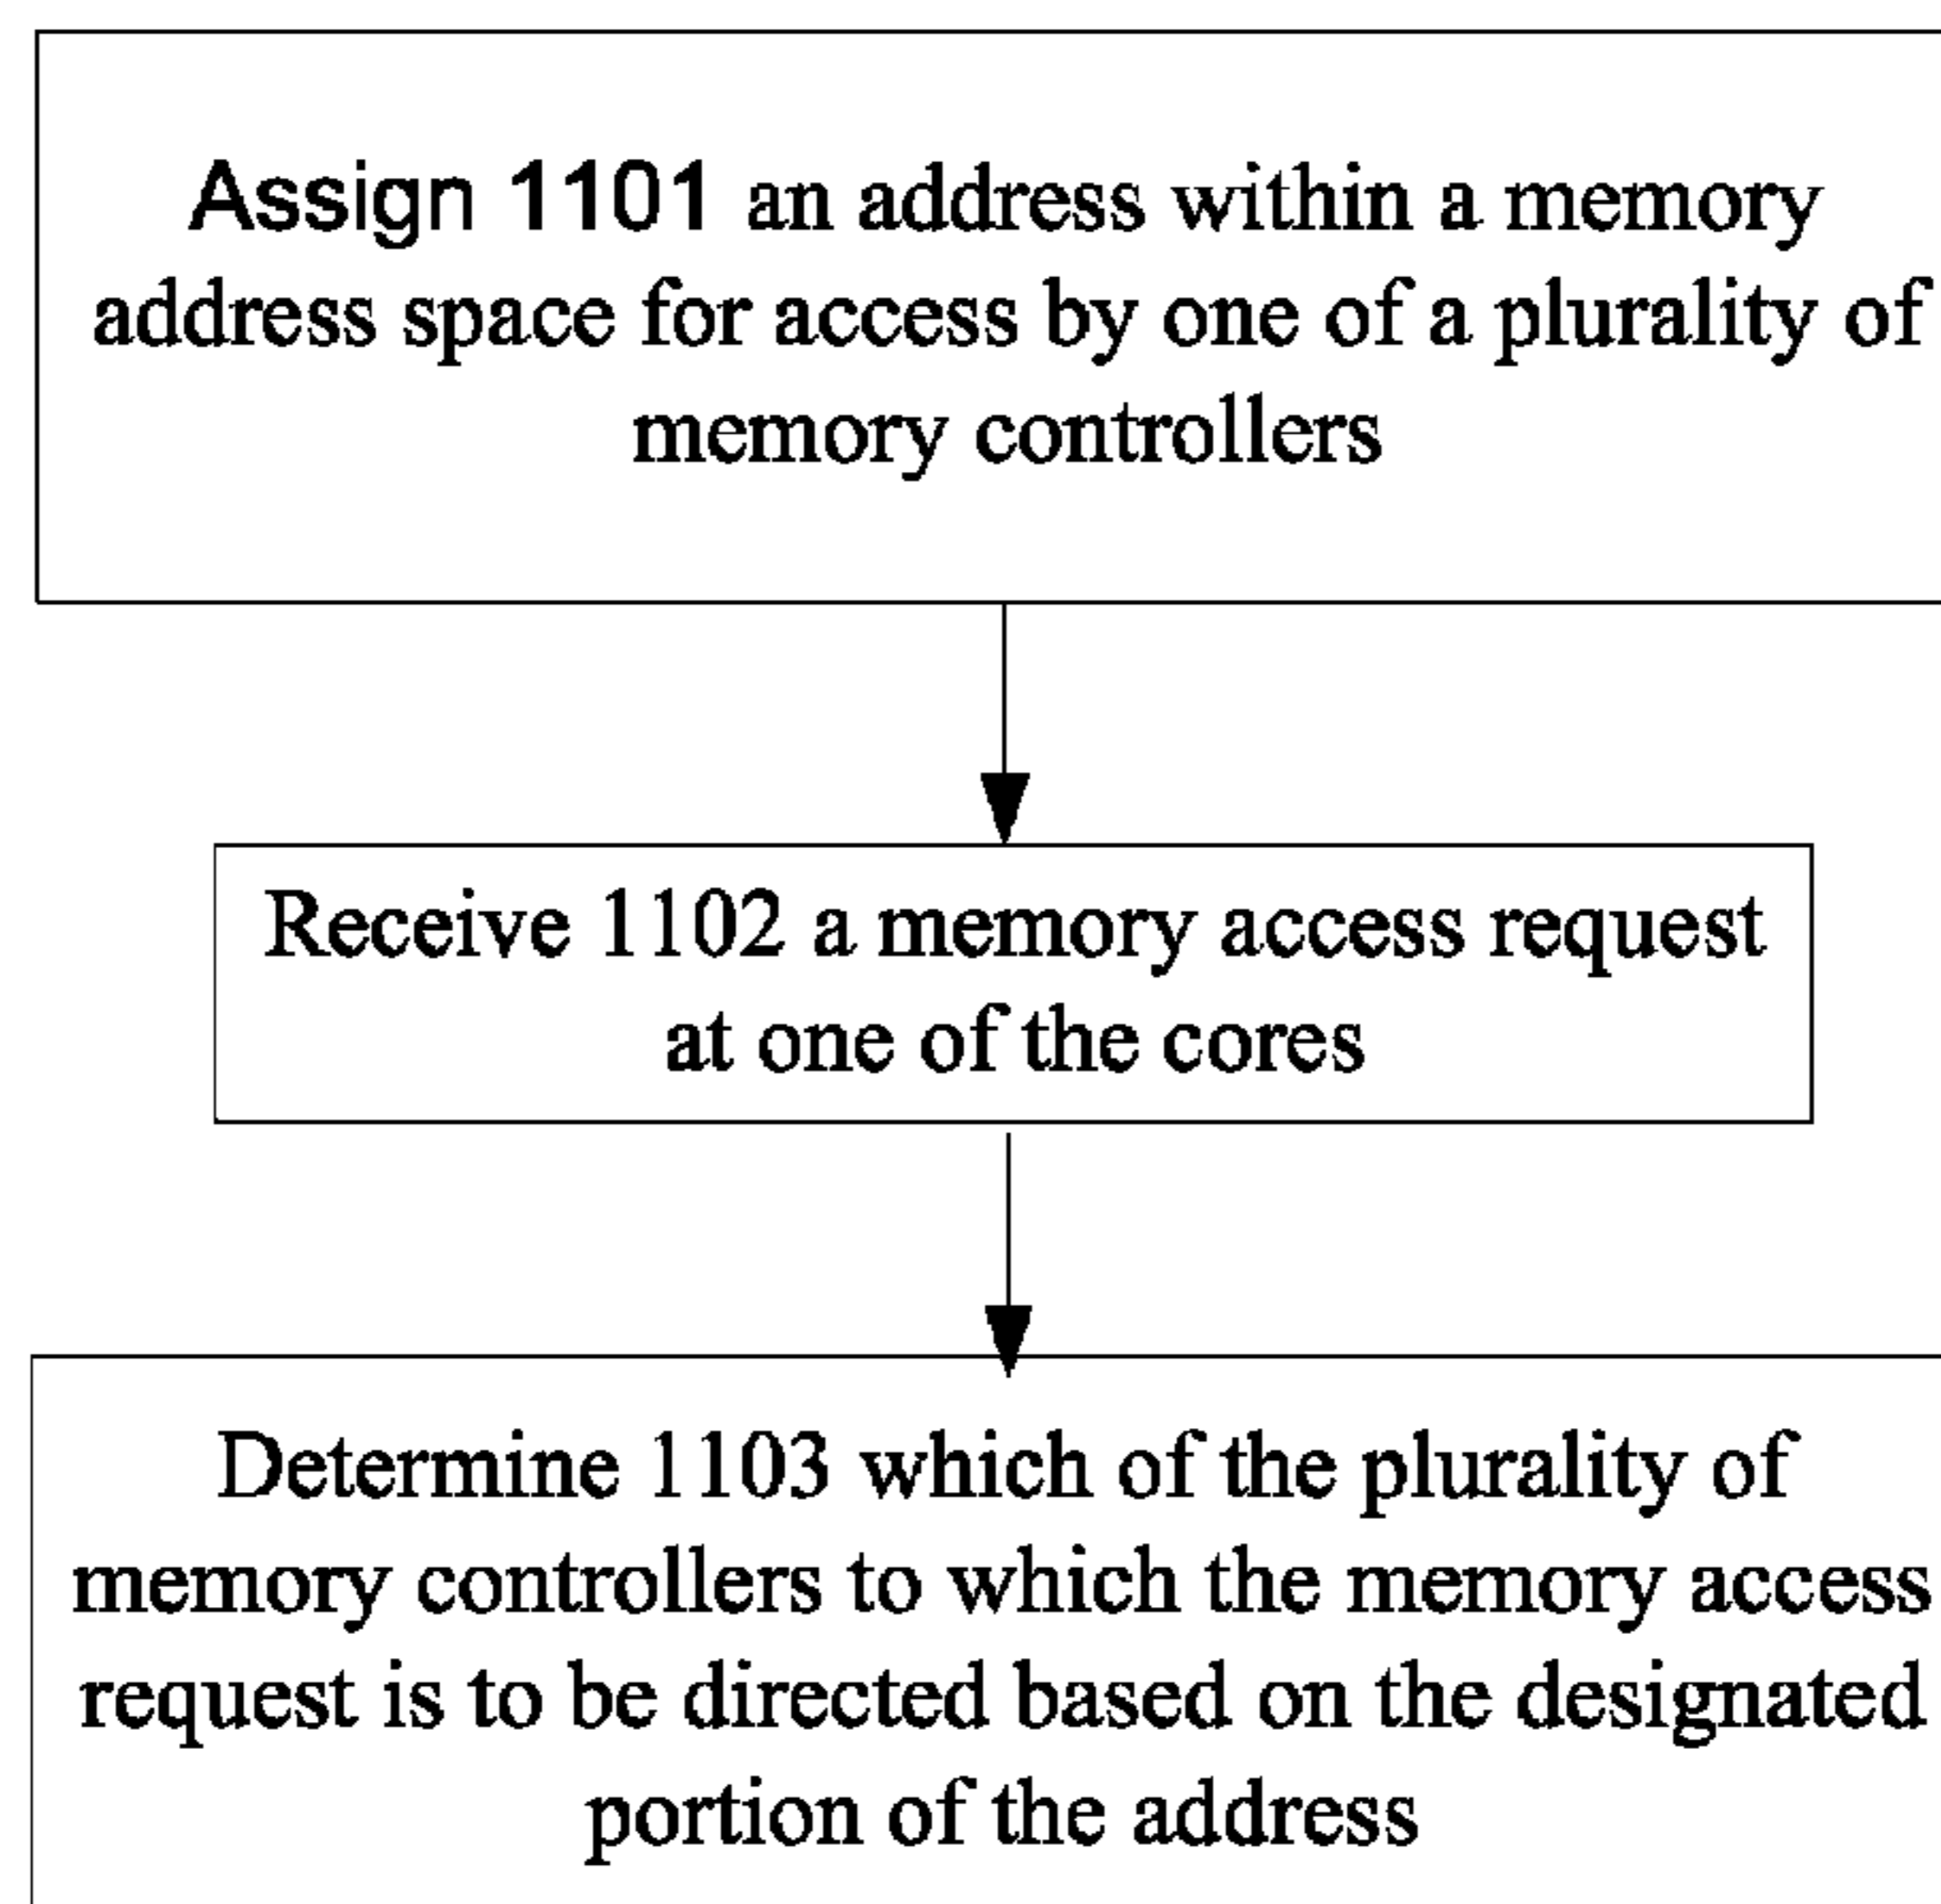 Assign 1101 an address within a memory
address space for access by one of a plurality of
memory controllers
Receive 1102 a memory access request
at one of the cores
Determine 1103 which of the plurality of
memory controllers to which the memory access
request is to be directed based on the designated
portion of the address